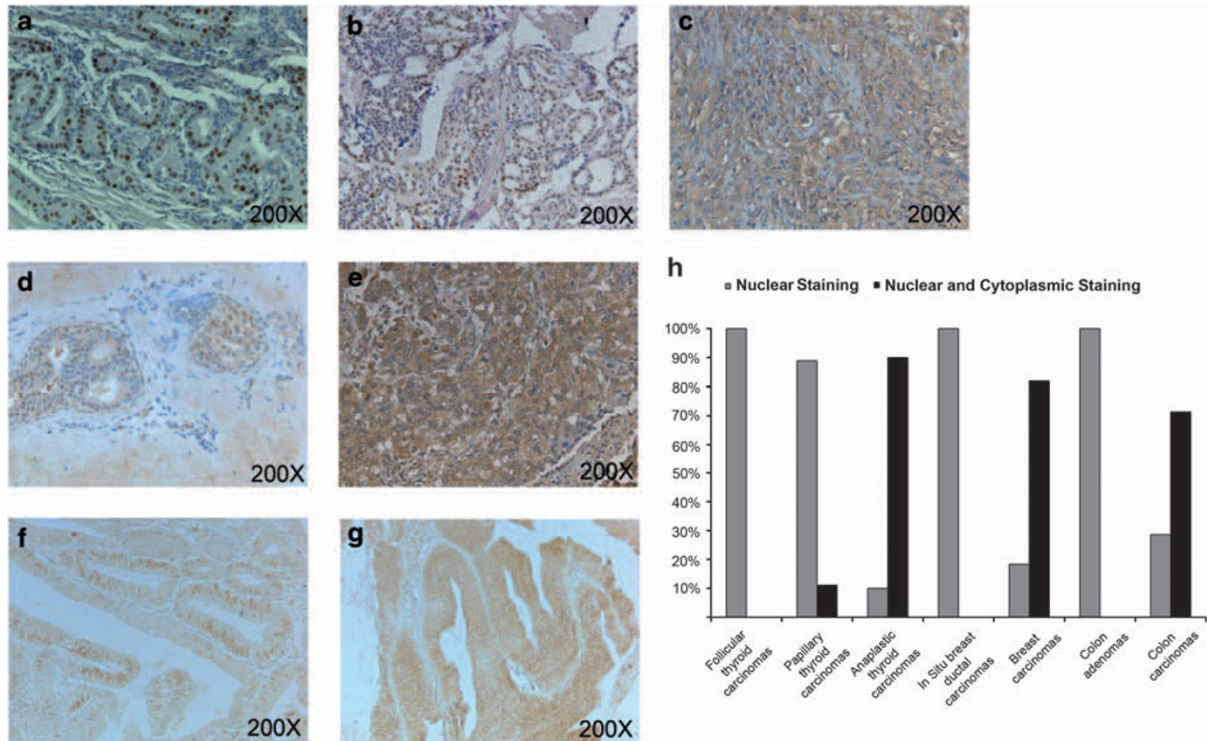 a
200X
b
200X
c
200X
d
200X
e
200X
f
200X
g
200X
h
Nuclear Staining Nuclear and Cytoplasmic Staining
100%
90%
80%
70%
60%
50%
40%
30%
20%
10%
Follicular
thyroid
carcinomas
Papillary
thyroid
carcinomas
Anaplastic
thyroid
carcinomas
In Situ breast
ductal
carcinomas
Breast
carcinomas
Colon
adenomas
Colon
carcinomas